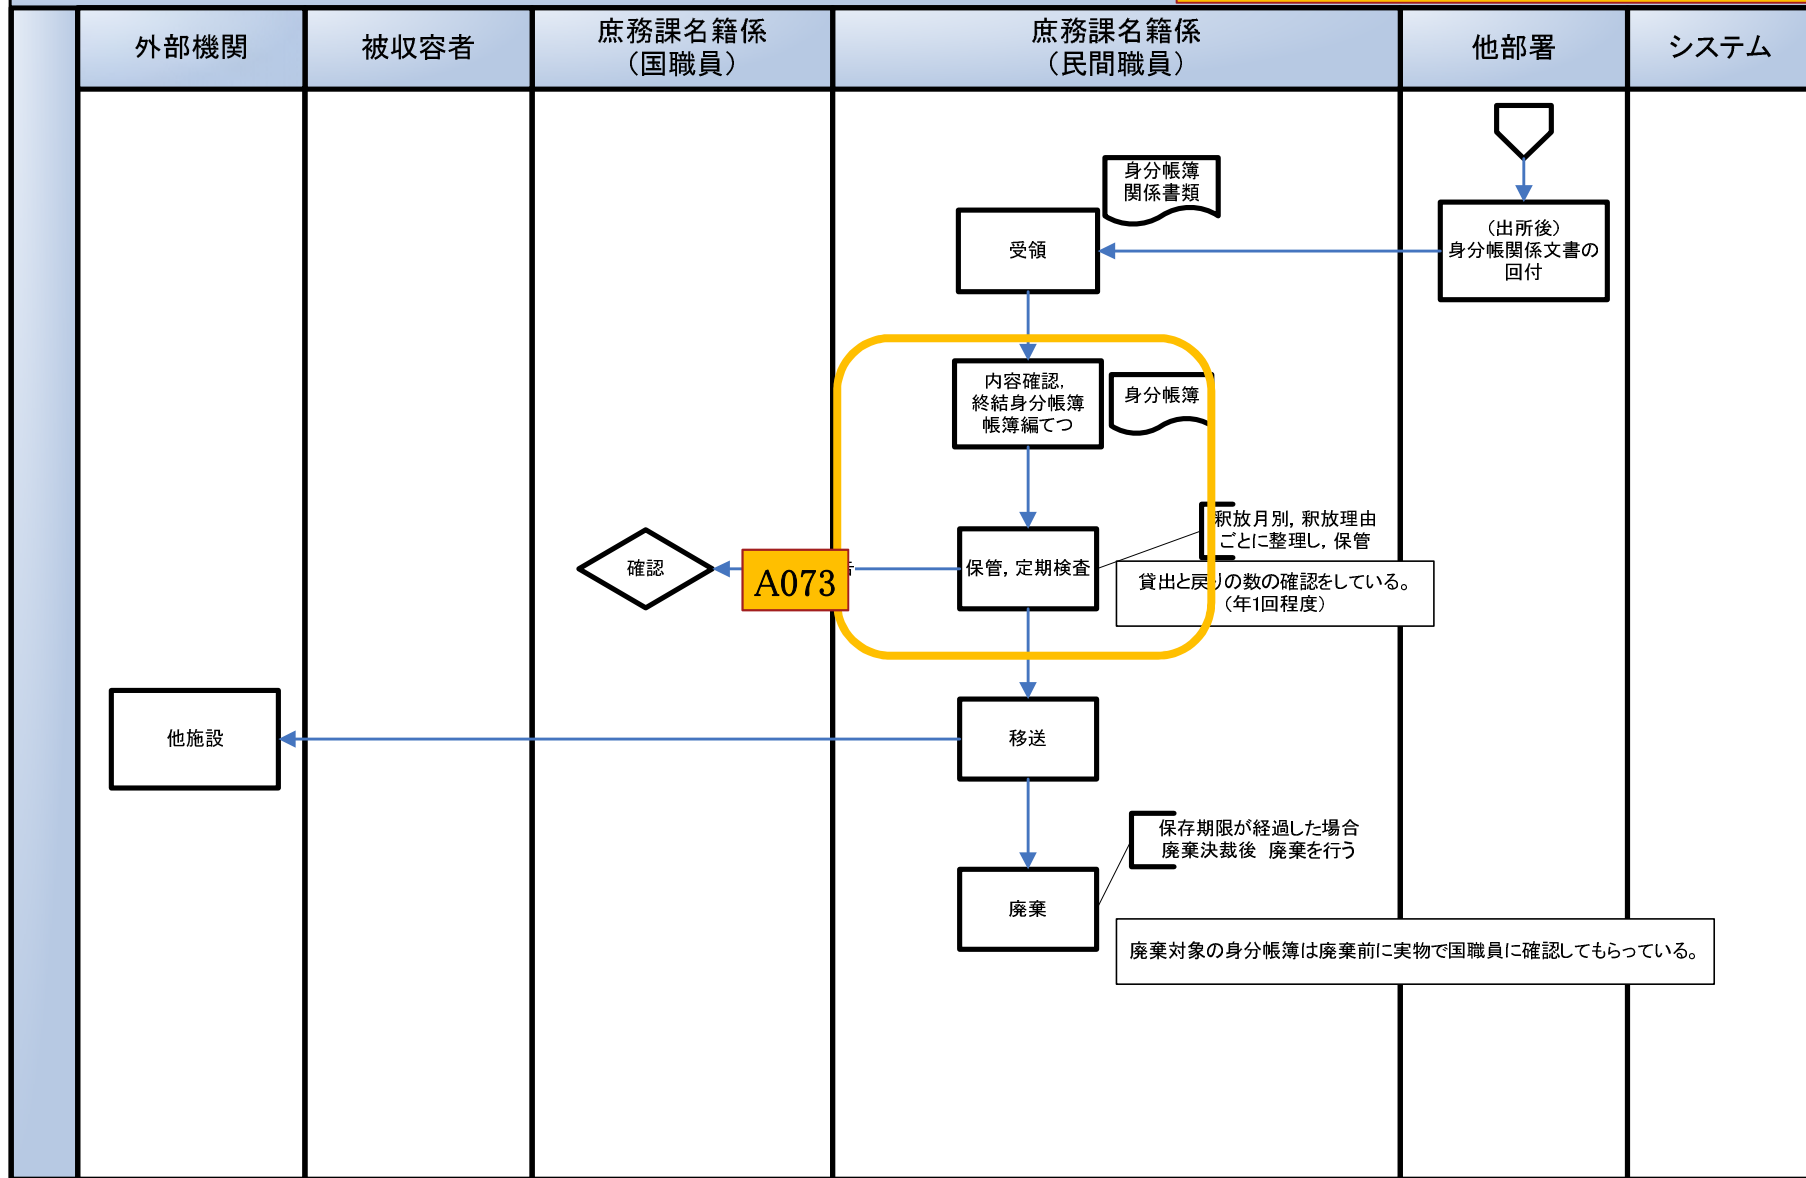 外部機関
被収容者
庶務課名籍係
（国職員）
庶務課名籍係
（民間職員）
他部署
システム
身分帳簿
関係書類
受領
（出所後）
身分帳関係文書の
回付
内容確認，
終結身分帳簿
帳簿編てつ
身分帳簿
釈放月別，釈放理由
ごとに整理し，保管
確認
A073
保管，定期検査
貸出と戻りの数の確認をしている。
（年1回程度）
他施設
移送
保存期限が経過した場合
廃棄決裁後　廃棄を行う
廃棄
廃棄対象の身分帳簿は廃棄前に実物で国職員に確認してもらっている。